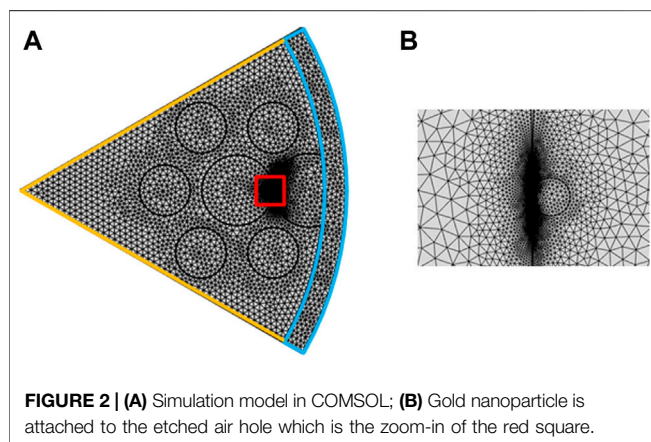 A
B
FIGURE 2 | (A) Simulation model in COMSOL; (B) Gold nanoparticle is
attached to the etched air hole which is the zoom-in of the red square.